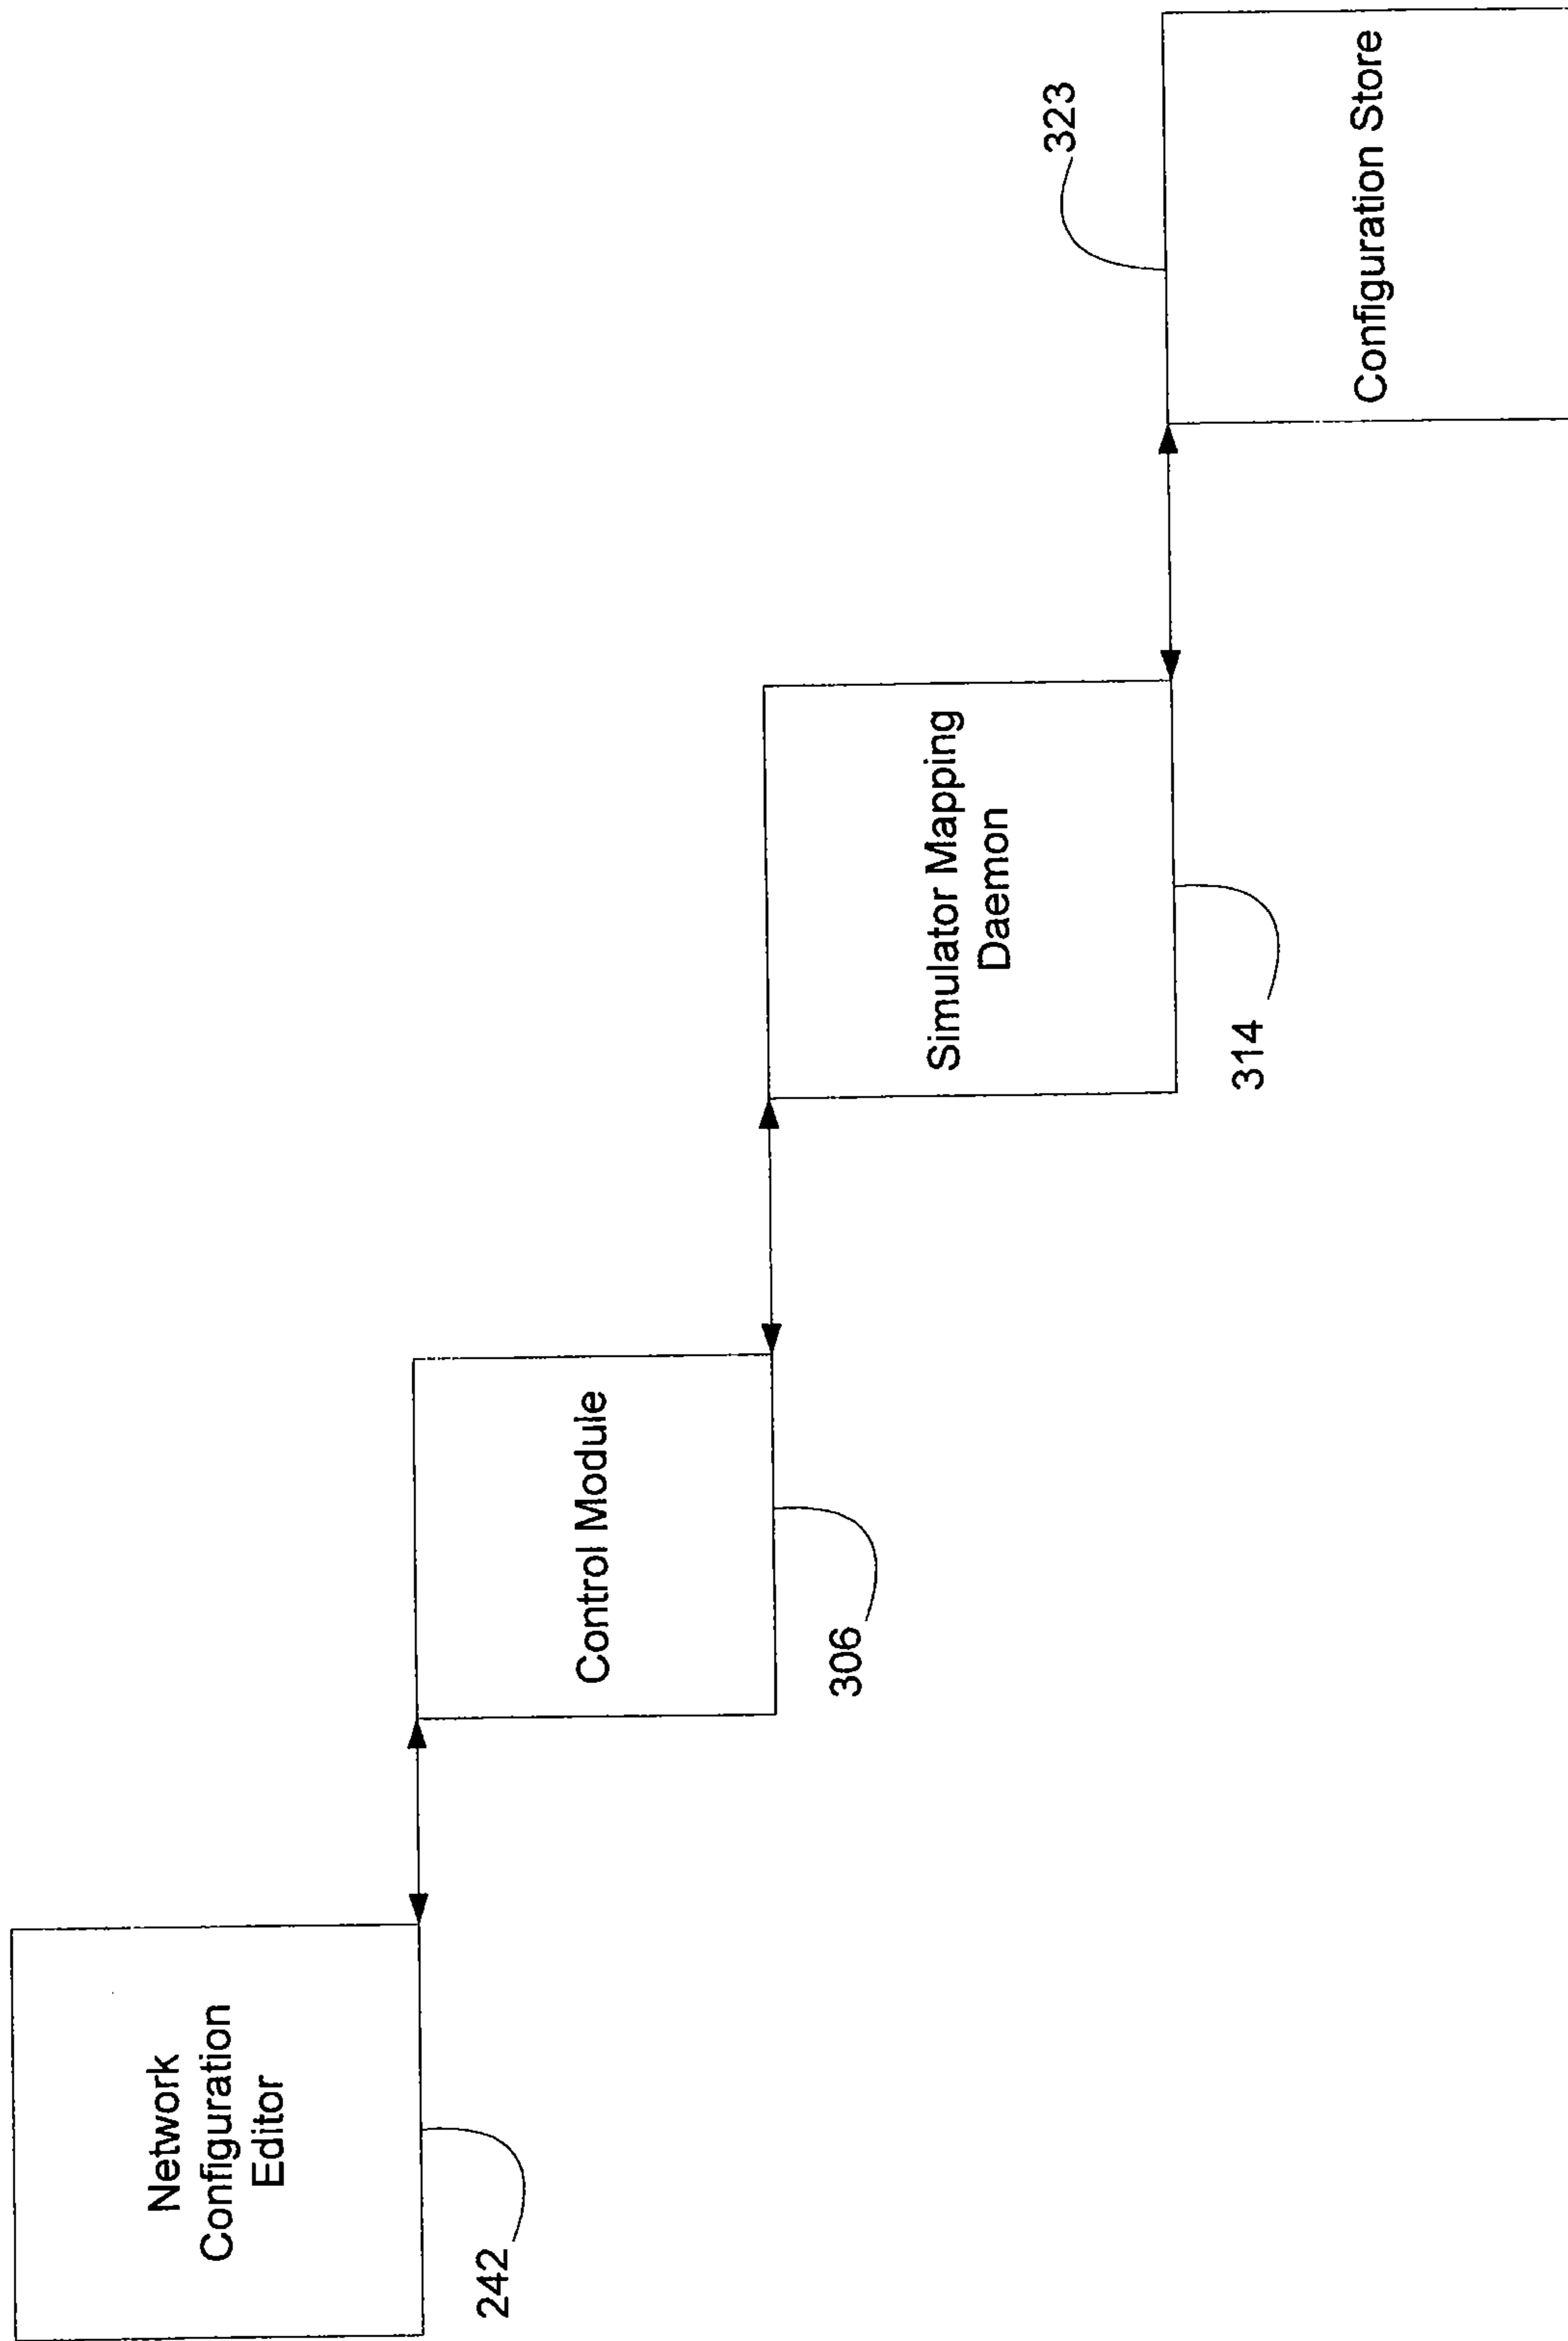 Network
Configuration
Editor
242
Control Module
306
Simulator Mapping
Daemon
314
323
Configuration Store